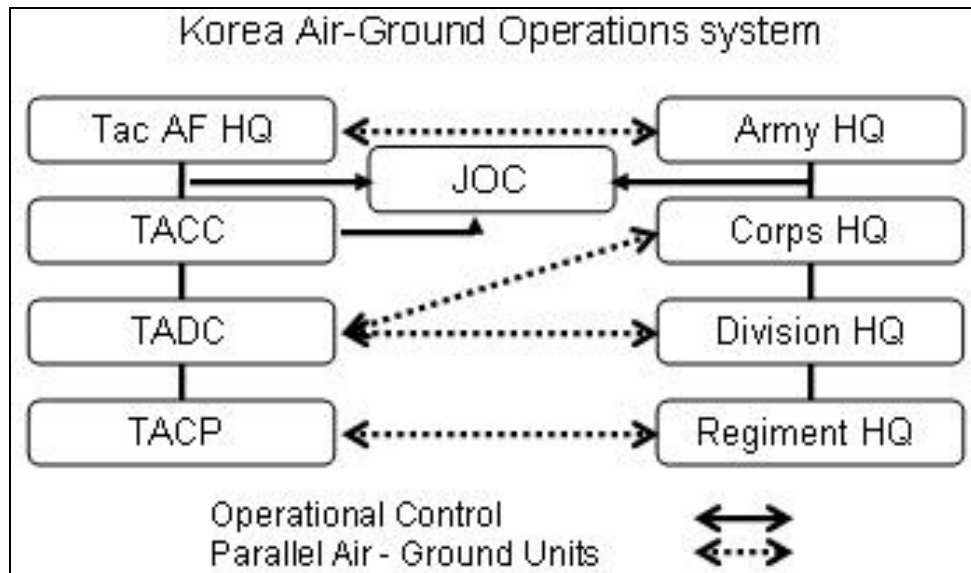 Korea Air-Ground Operations system
Tac AF HQ
Army HQ
JOC
TACC
Corps HQ
TADC
Division HQ
TACP
Regiment HQ
Operational Control
Parallel Air - Ground Units